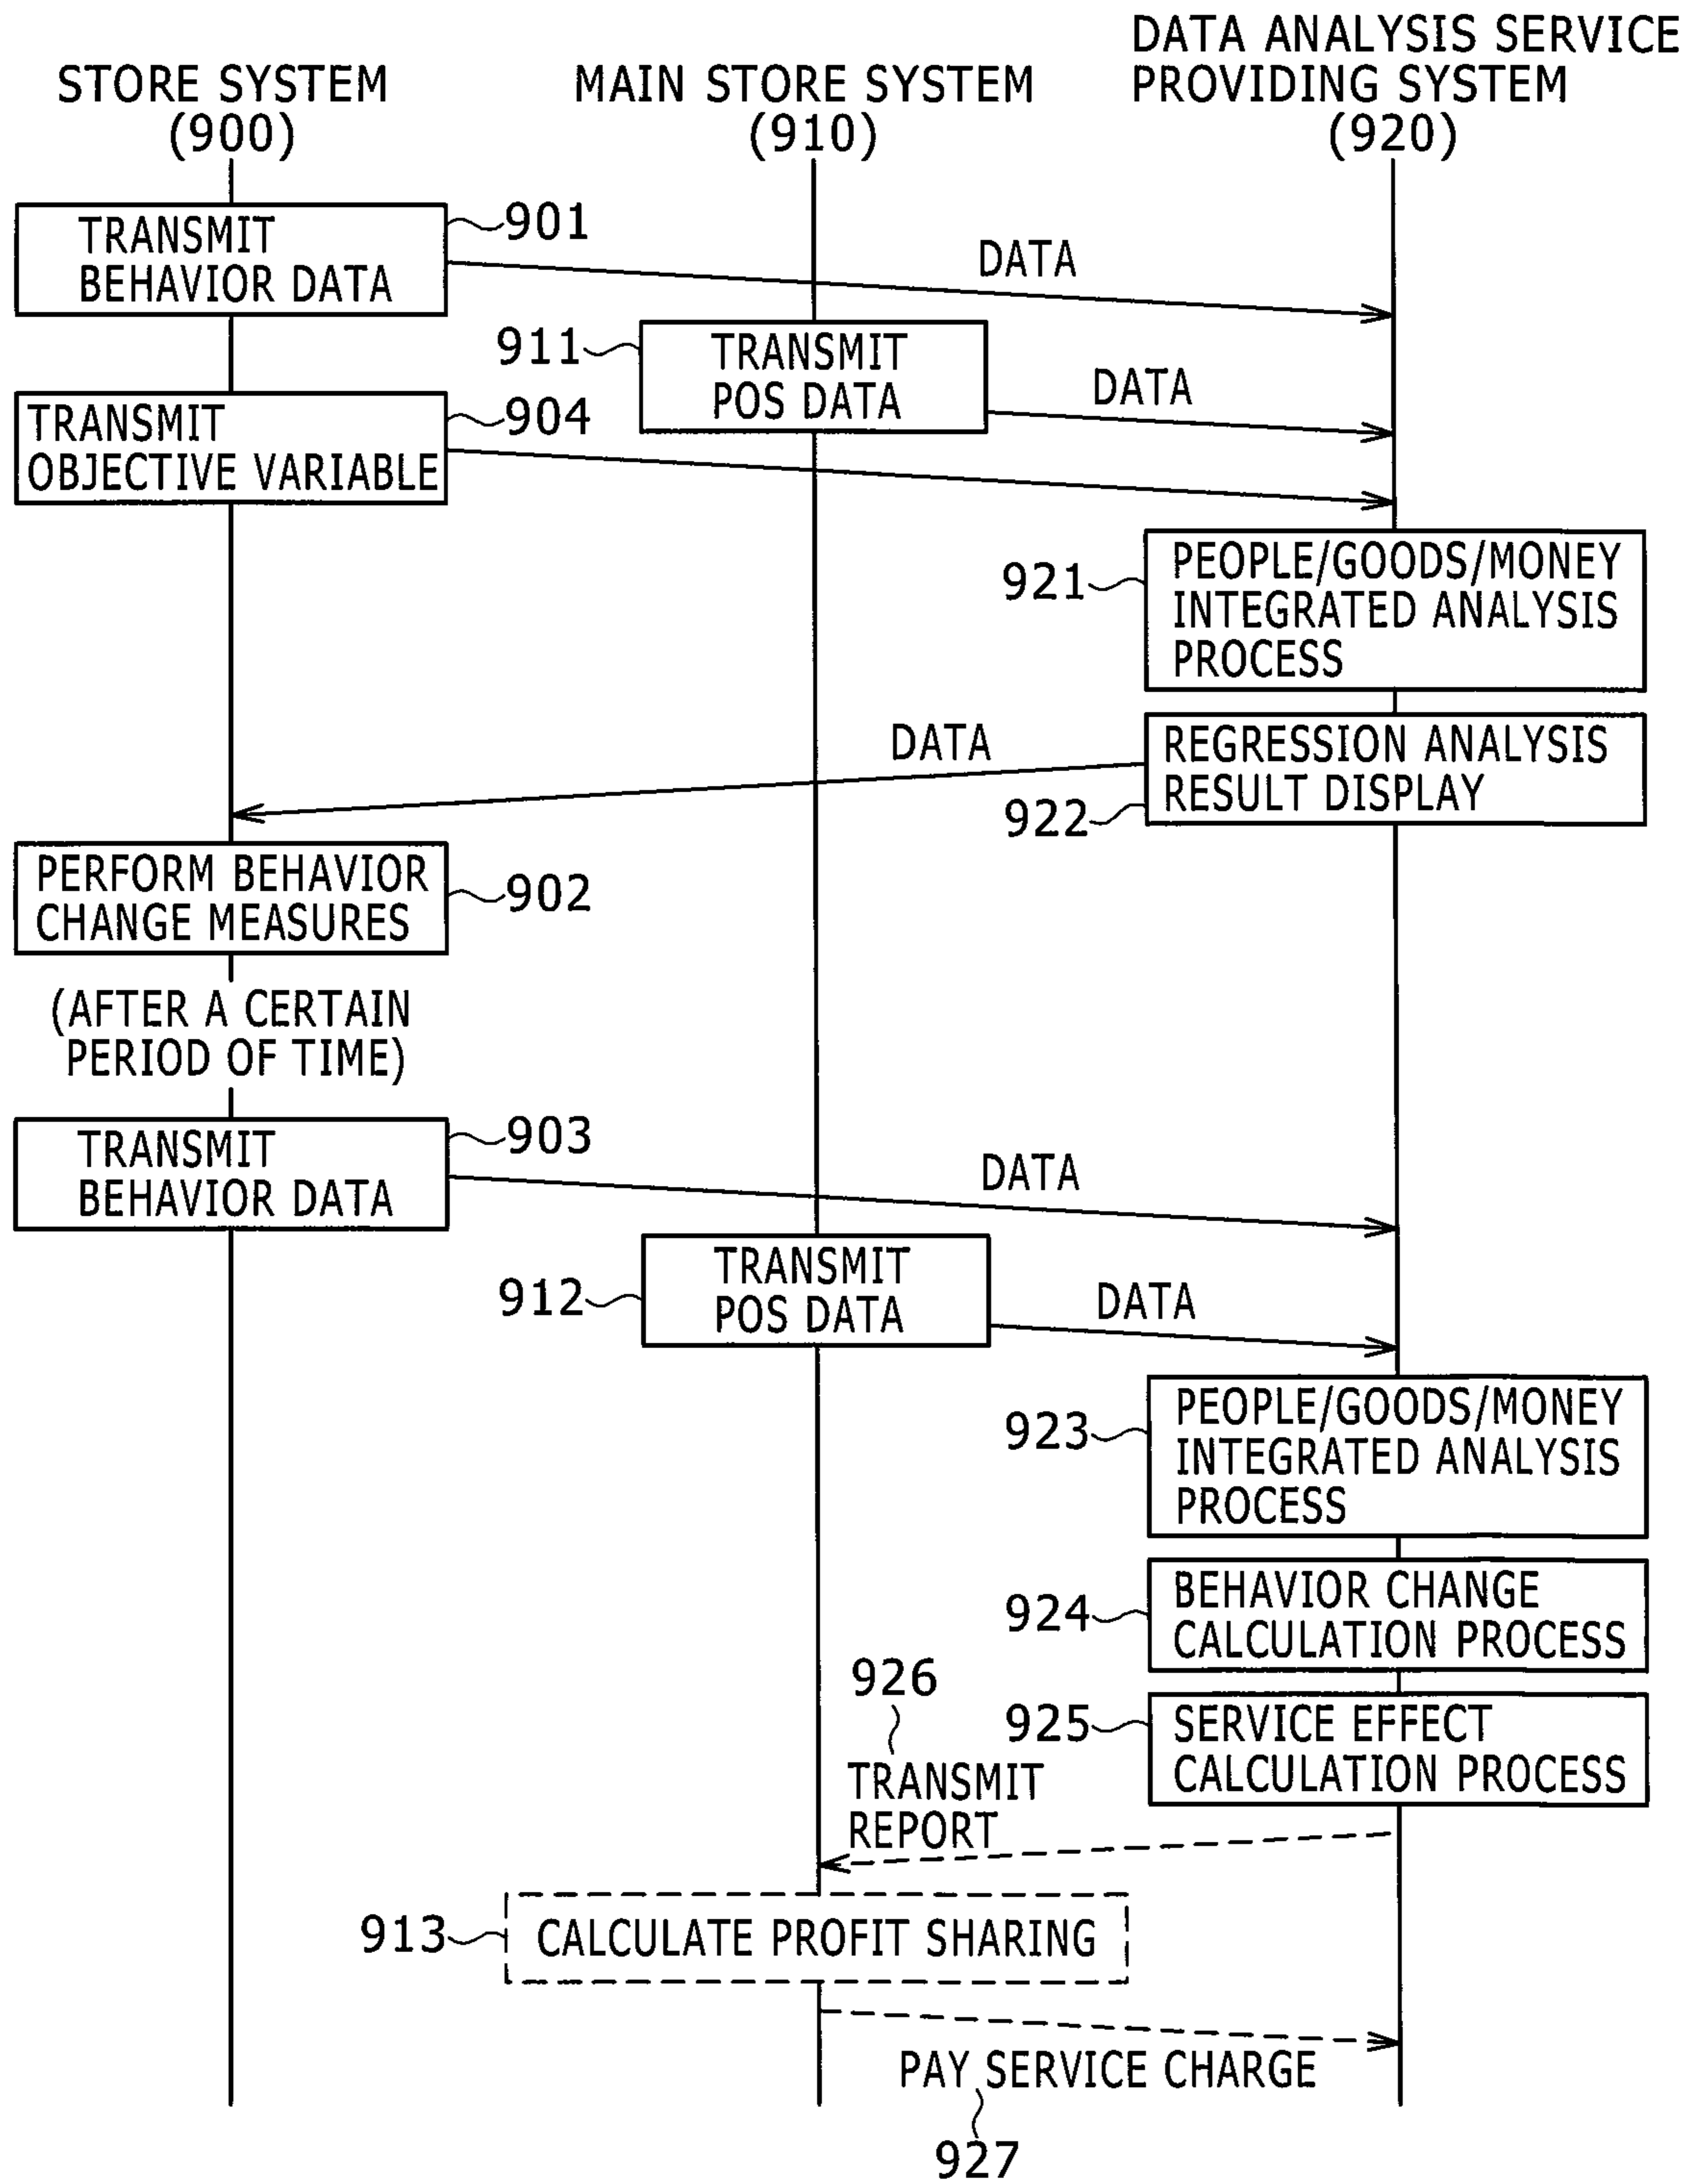 STORE SYSTEM
(900)
MAIN STORE SYSTEM
(910)
DATA ANALYSIS SERVICE
PROVIDING SYSTEM
(920)
TRANSMIT
BEHAVIOR DATA
901
DATA
911
TRANSMIT
POS DATA
DATA
TRANSMIT
OBJECTIVE VARIABLE
904
921
PEOPLE/GOODS/MONEY
INTEGRATED ANALYSIS
PROCESS
DATA
REGRESSION ANALYSIS
RESULT DISPLAY
922
PERFORM BEHAVIOR
CHANGE MEASURES
902
(AFTER A CERTAIN
PERIOD OF TIME)
TRANSMIT
BEHAVIOR DATA
903
DATA
912
TRANSMIT
POS DATA
DATA
923
PEOPLE/GOODS/MONEY
INTEGRATED ANALYSIS
PROCESS
924
BEHAVIOR CHANGE
CALCULATION PROCESS
925
SERVICE EFFECT
CALCULATION PROCESS
926
TRANSMIT
REPORT
913
CALCULATE PROFIT SHARING
PAY SERVICE CHARGE
927